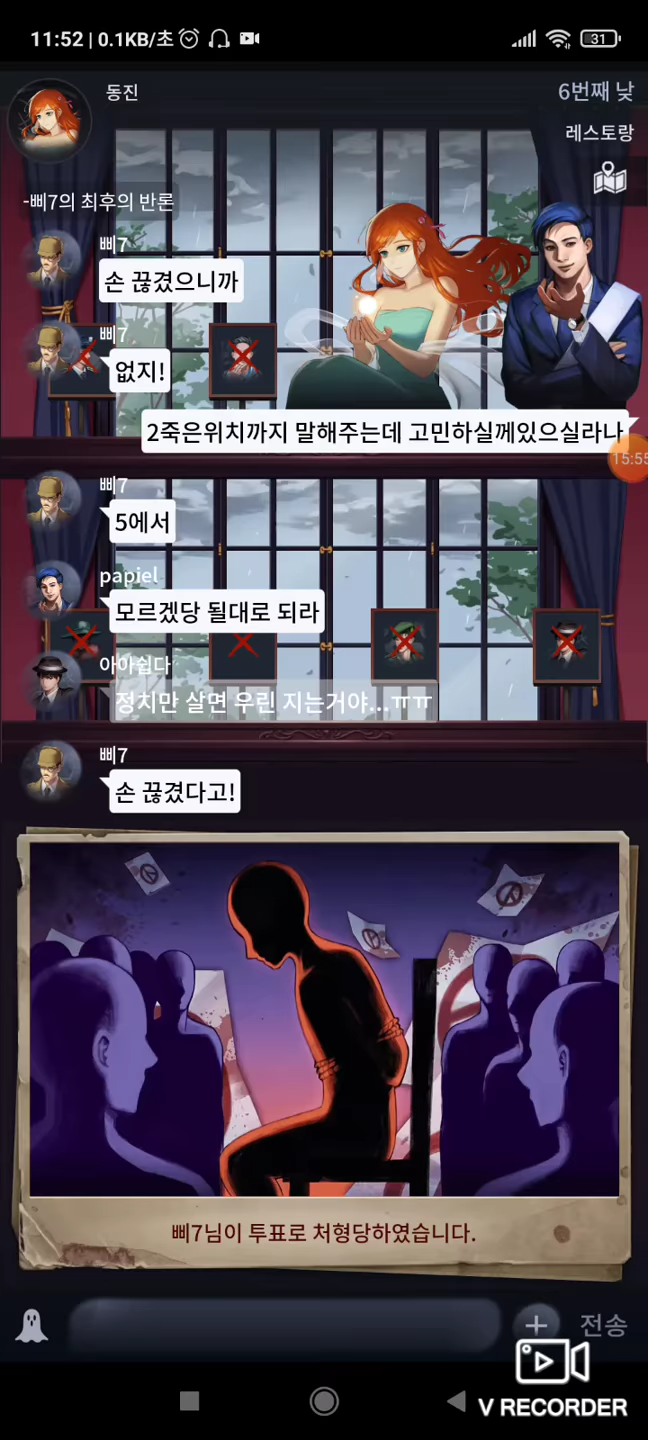 11:52 | 0.1KB/초
31
동진
6번째 낮
레스토랑
-삐7의 최후의 반론
삐7
손 끊겼으니까
삐7
없지!
2죽은위치까지 말해주는데 고민하실께있으실라나
15:55
삐7
5에서
papiel
모르겠당 될대로 되라
아아쉽다
정치만 살면 우린 지는거야...ㅠㅠ
삐7
손 끊겼다고!
삐7님이 투표로 처형당하였습니다.
전송
V RECORDER